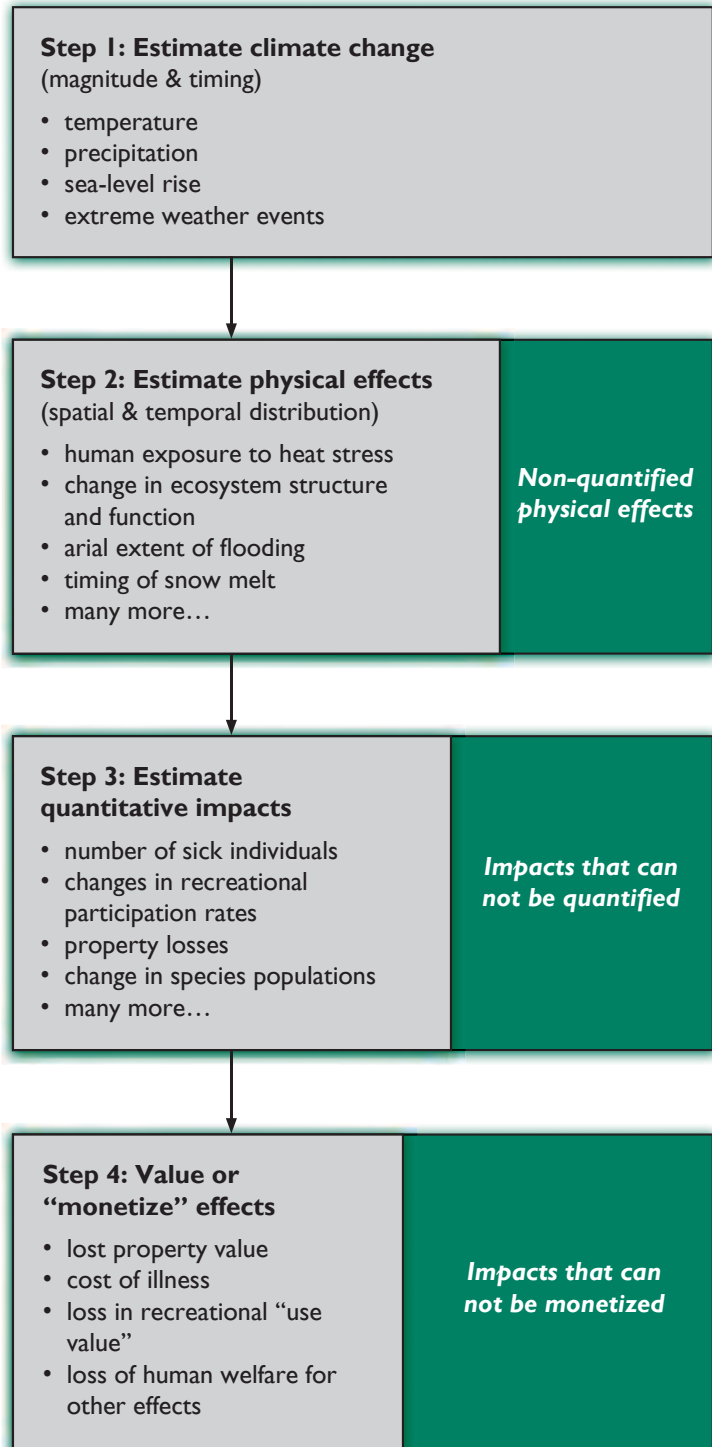 Step 1: Estimate climate change
(magnitude & timing)
• temperature
• precipitation
• sea-level rise
• extreme weather events
Step 2: Estimate physical effects
(spatial & temporal distribution)
• human exposure to heat stress
• change in ecosystem structure
and function
• arial extent of flooding
• timing of snow melt
• many more…
Non-quantified
physical effects
Step 3: Estimate
quantitative impacts
• number of sick individuals
• changes in recreational
participation rates
• property losses
• change in species populations
• many more…
Impacts that can
not be quantified
Step 4: Value or
“monetize” effects
• lost property value
• cost of illness
• loss in recreational “use
value”
• loss of human welfare for
other effects
Impacts that can
not be monetized